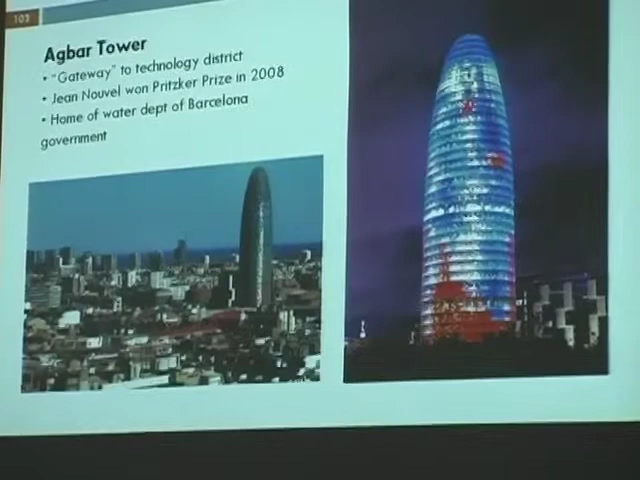 103
Agbar Tower
• "Gateway" to technology district
• Jean Nouvel won Pritzker Prize in 2008
• Home of water dept of Barcelona
government